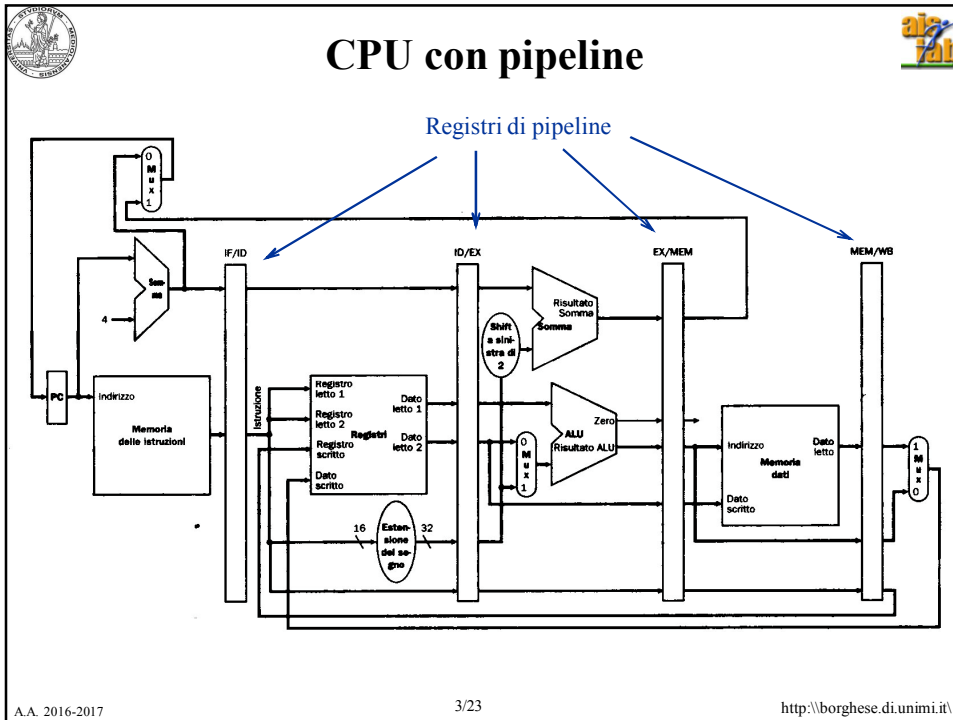 CPU con pipeline
Registri di pipeline
0
M
u
x
1
IF/ID
ID/EX
EX/MEM
MEM/WB
Som-
ma
4
Risultato
Somma
Somma
Shift
a sini-
stra di
2
PC
Indirizzo
Memoria
delle istruzioni
Istruzione
Registro
letto 1
Registro
letto 2
Registro
scritto
Dato
scritto
Registri
Dato
letto 1
Dato
letto 2
0
M
u
x
1
Zero
ALU
Risultato ALU
Indirizzo
Dato
letto
Memoria
dati
Dato
scritto
1
M
u
x
0
16
Esten-
sione
del se-
gno
32
A.A. 2016-2017
3/23
http:\\borghese.di.unimi.it\